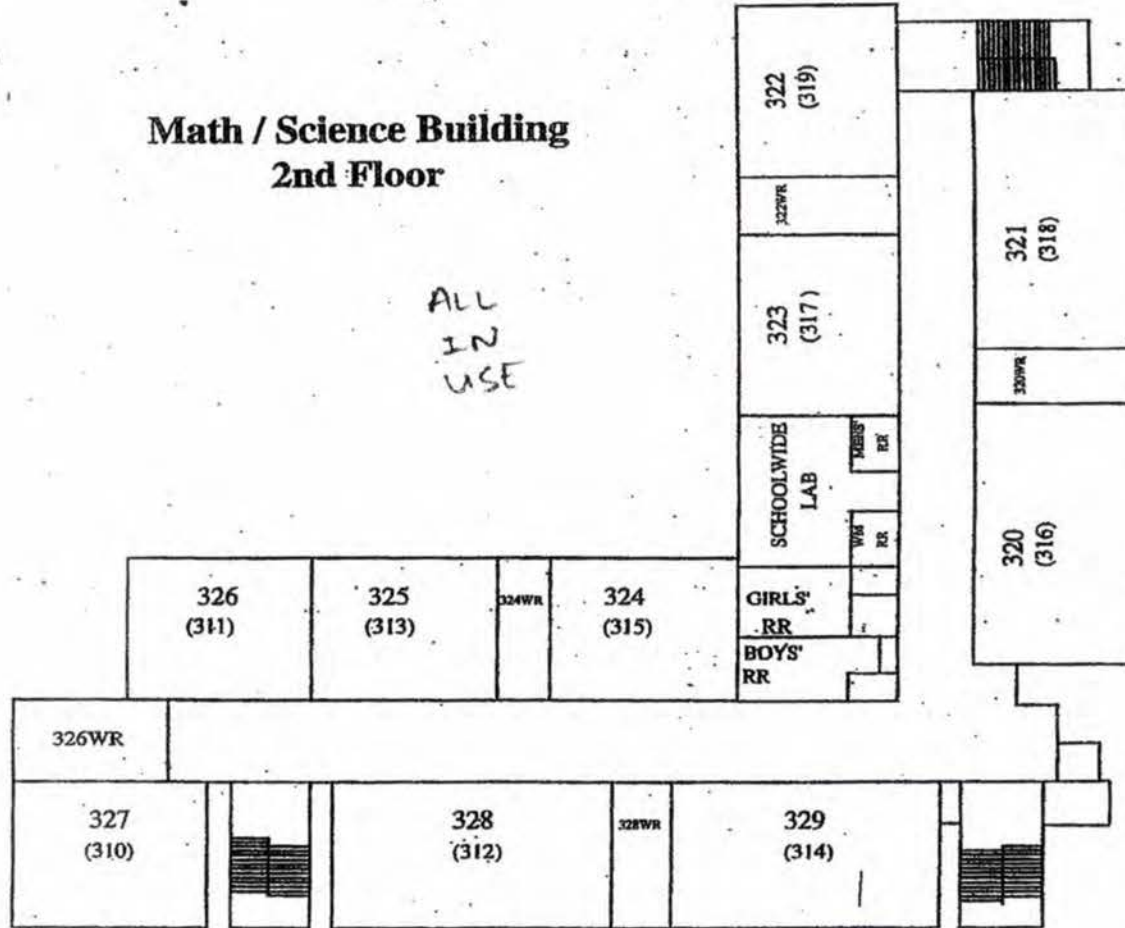 Math / Science Building
2nd Floor
ALL
IN
USE
322
(319)
322WR
323
(317)
321
(318)
320WR
320
(316)
SCHOOLWIDE
LAB
MENS'
RR
WM
RR
GIRLS'
RR
BOYS'
RR
326
(311)
325
(313)
324WR
324
(315)
326WR
327
(310)
328
(312)
328WR
329
(314)